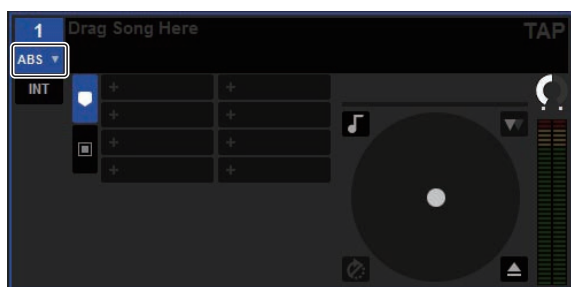 1 Drag Song Here TAP
ABS ▼
INT
+ +
+ +
+ +
+ +